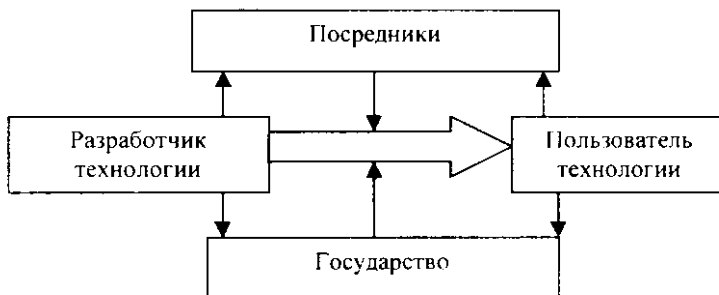 Посредники
Разработчик
технологии
Пользователь
технологии
Государство